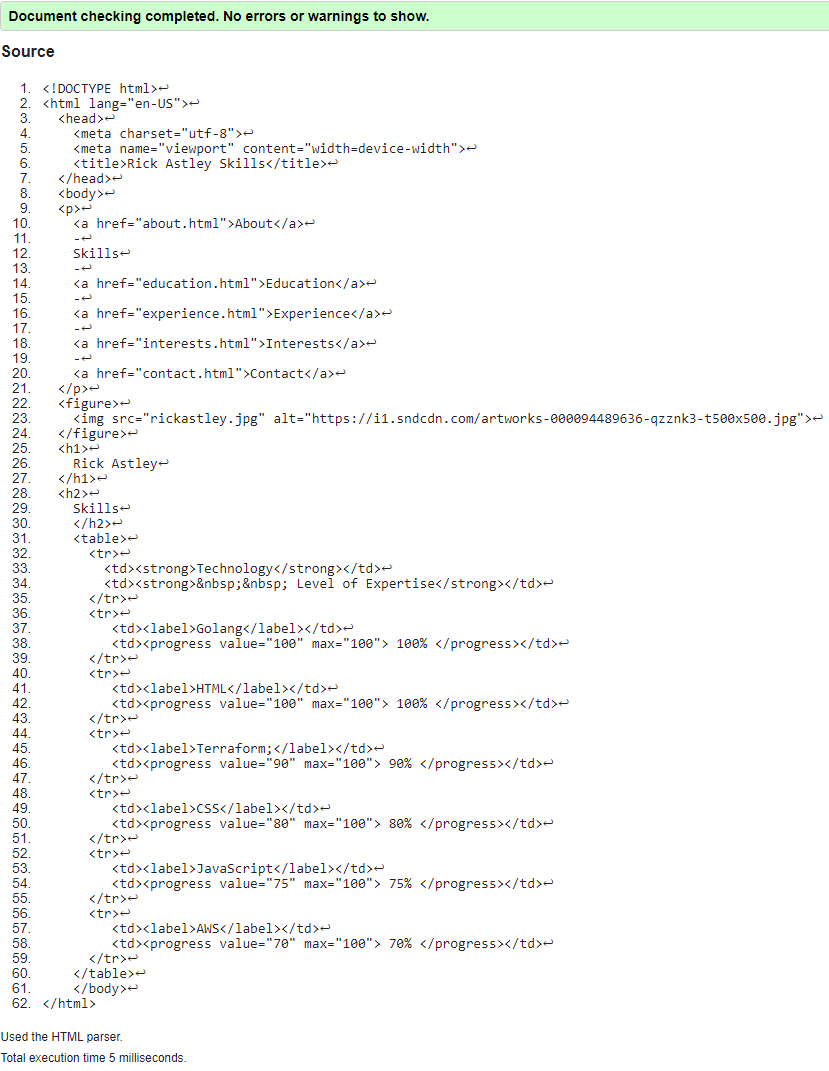 Document checking completed. No errors or warnings to show.
Source
1. <!DOCTYPE html>↩
2. <html lang="en-US">↩
3.   <head>↩
4.     <meta charset="utf-8">↩
5.     <meta name="viewport" content="width=device-width">↩
6.     <title>Rick Astley Skills</title>↩
7.   </head>↩
8.   <body>↩
9.   <p>↩
10.     <a href="about.html">About</a>↩
11.     -↩
12.     Skills↩
13.     -↩
14.     <a href="education.html">Education</a>↩
15.     -↩
16.     <a href="experience.html">Experience</a>↩
17.     -↩
18.     <a href="interests.html">Interests</a>↩
19.     -↩
20.     <a href="contact.html">Contact</a>↩
21.   </p>↩
22.   <figure>↩
23.     <img src="rickastley.jpg" alt="https://i1.sndcdn.com/artworks-000094489636-qzznk3-t500x500.jpg">↩
24.   </figure>↩
25.   <h1>↩
26.     Rick Astley↩
27.   </h1>↩
28.   <h2>↩
29.     Skills↩
30.     </h2>↩
31.     <table>↩
32.       <tr>↩
33.         <td><strong>Technology</strong></td>↩
34.         <td><strong>&nbsp;&nbsp; Level of Expertise</strong></td>↩
35.       </tr>↩
36.       <tr>↩
37.          <td><label>Golang</label></td>↩
38.          <td><progress value="100" max="100"> 100% </progress></td>↩
39.       </tr>↩
40.       <tr>↩
41.          <td><label>HTML</label></td>↩
42.          <td><progress value="100" max="100"> 100% </progress></td>↩
43.       </tr>↩
44.       <tr>↩
45.          <td><label>Terraform;</label></td>↩
46.          <td><progress value="90" max="100"> 90% </progress></td>↩
47.       </tr>↩
48.       <tr>↩
49.          <td><label>CSS</label></td>↩
50.          <td><progress value="80" max="100"> 80% </progress></td>↩
51.       </tr>↩
52.       <tr>↩
53.          <td><label>JavaScript</label></td>↩
54.          <td><progress value="75" max="100"> 75% </progress></td>↩
55.       </tr>↩
56.       <tr>↩
57.          <td><label>AWS</label></td>↩
58.          <td><progress value="70" max="100"> 70% </progress></td>↩
59.       </tr>↩
60.     </table>↩
61.     </body>↩
62. </html>
Used the HTML parser.
Total execution time 5 milliseconds.